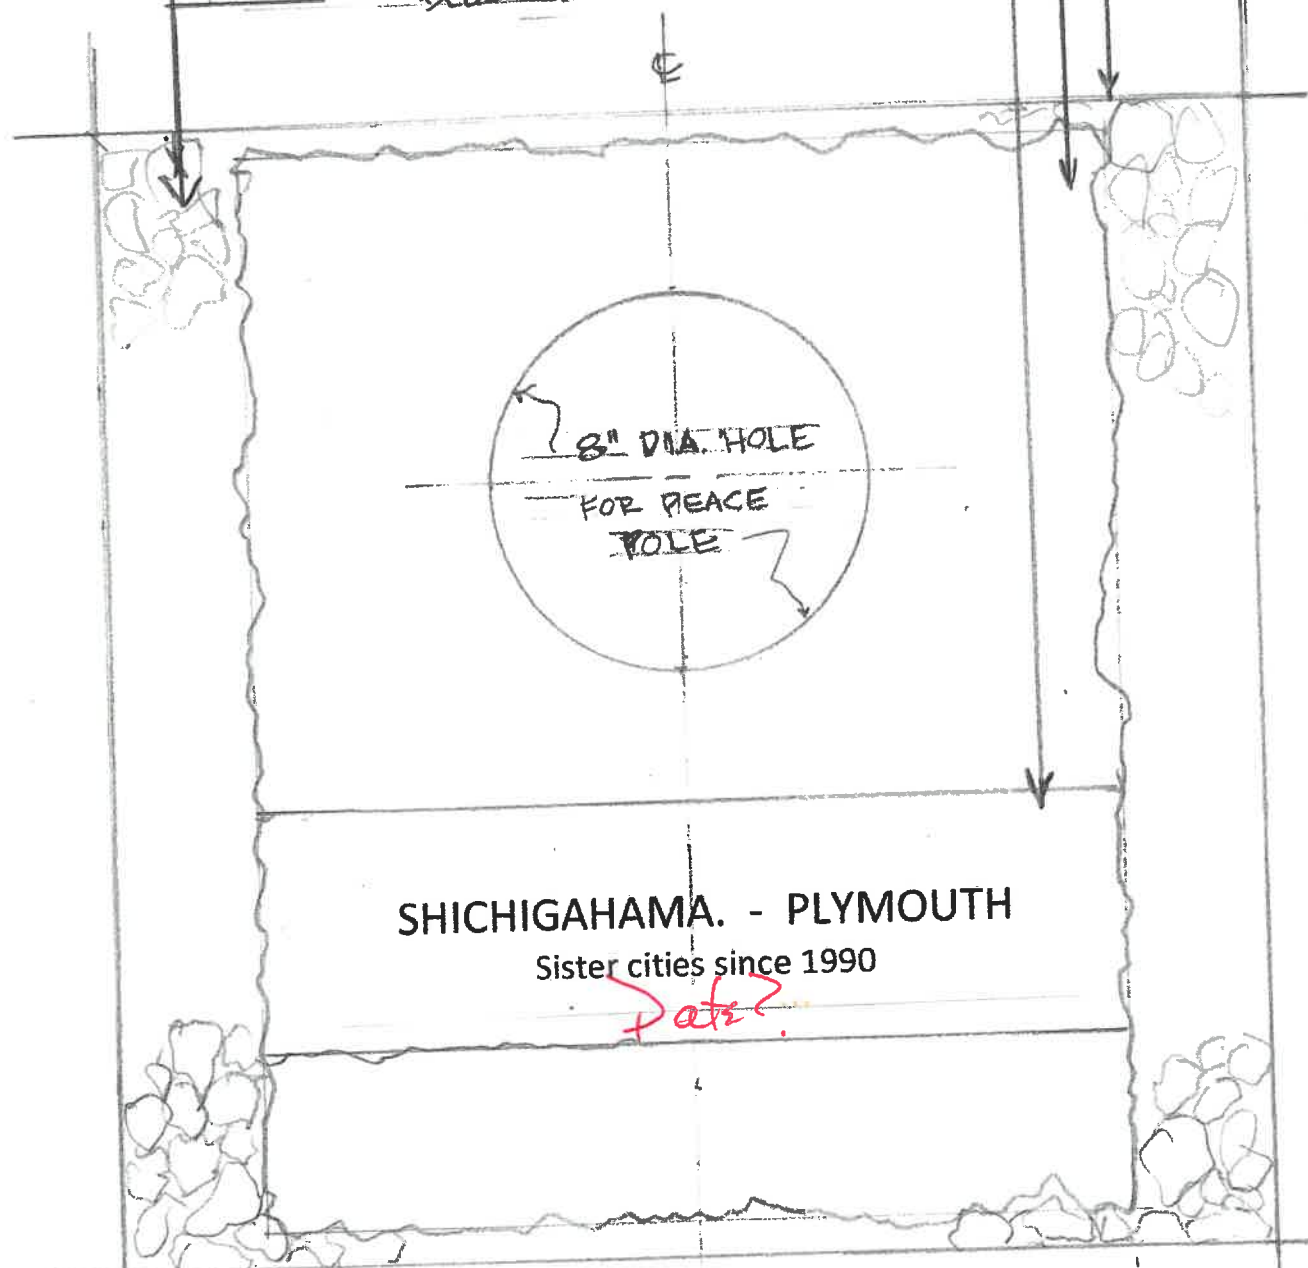 ℄
8" DIA. HOLE
FOR PEACE
POLE
SHICHIGAHAMA. - PLYMOUTH
Sister cities since 1990
Date?